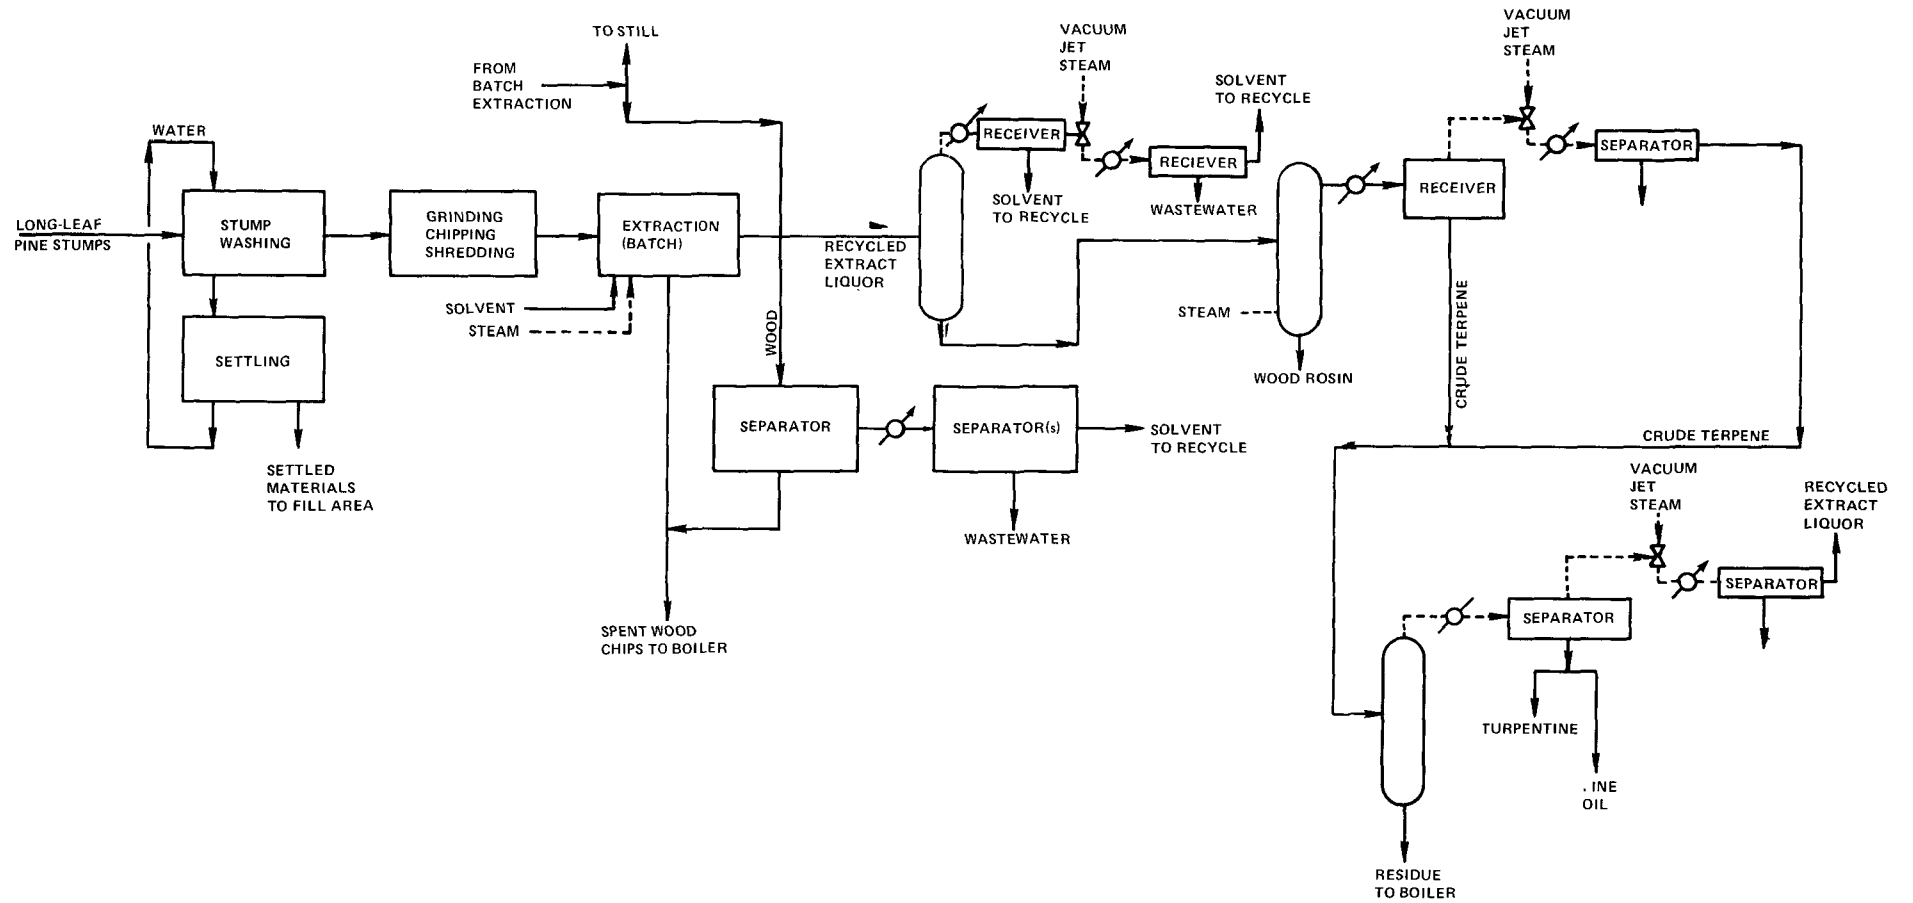 TO STILL
FROM
BATCH
EXTRACTION
VACUUM
JET
STEAM
SOLVENT
TO RECYCLE
VACUUM
JET
STEAM
WATER
RECEIVER
RECIEVER
SEPARATOR
SOLVENT
TO RECYCLE
WASTEWATER
RECEIVER
LONG-LEAF
PINE STUMPS
STUMP
WASHING
GRINDING
CHIPPING
SHREDDING
EXTRACTION
(BATCH)
RECYCLED
EXTRACT
LIQUOR
SOLVENT
STEAM
WOOD
STEAM
WOOD ROSIN
CRUDE TERPENE
SETTLING
SETTLED
MATERIALS
TO FILL AREA
SEPARATOR
SEPARATOR(s)
SOLVENT
TO RECYCLE
WASTEWATER
SPENT WOOD
CHIPS TO BOILER
CRUDE TERPENE
VACUUM
JET
STEAM
RECYCLED
EXTRACT
LIQUOR
SEPARATOR
SEPARATOR
TURPENTINE
OIL
RESIDUE
TO BOILER